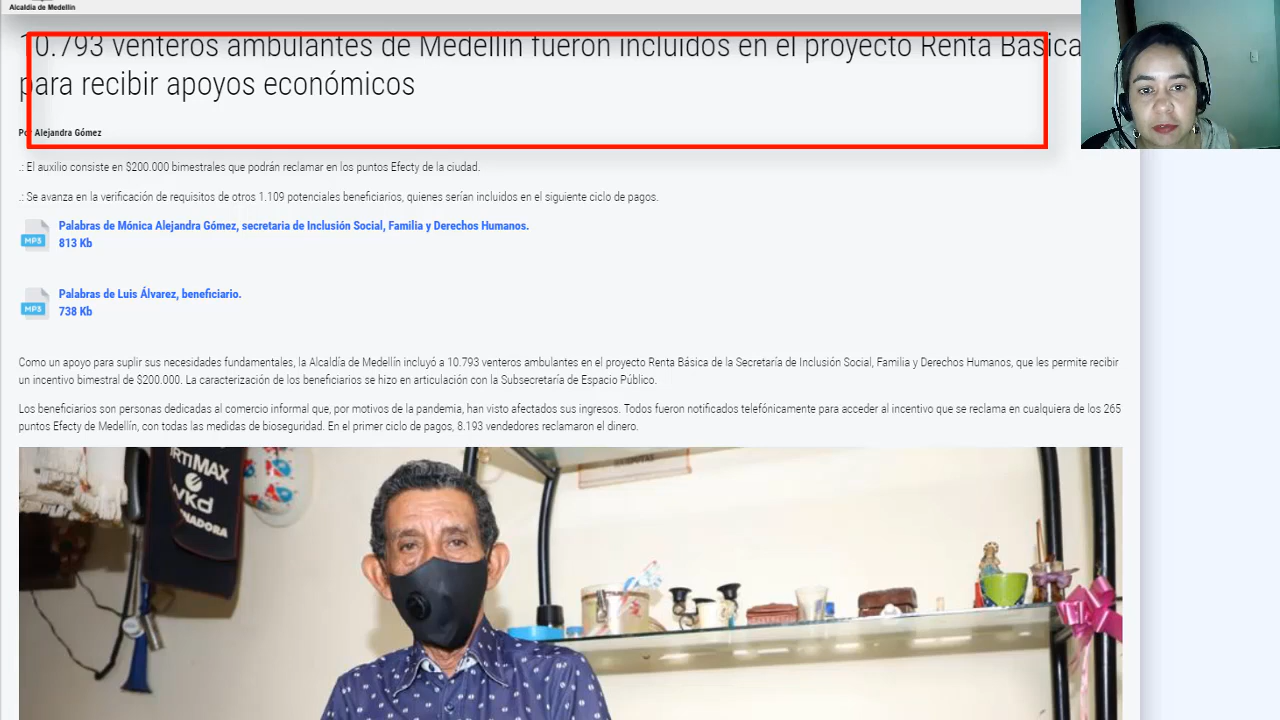 Alcaldía de Medellín
10.793 venteros ambulantes de Medellín fueron incluidos en el proyecto Renta Básica
para recibir apoyos económicos
Por Alejandra Gómez
.: El auxilio consiste en $200.000 bimestrales que podrán reclamar en los puntos Efecty de la ciudad.
.: Se avanza en la verificación de requisitos de otros 1.109 potenciales beneficiarios, quienes serían incluidos en el siguiente ciclo de pagos.
MP3
Palabras de Mónica Alejandra Gómez, secretaria de Inclusión Social, Familia y Derechos Humanos.
813 Kb
MP3
Palabras de Luis Álvarez, beneficiario.
738 Kb
Como un apoyo para suplir sus necesidades fundamentales, la Alcaldía de Medellín incluyó a 10.793 venteros ambulantes en el proyecto Renta Básica de la Secretaría de Inclusión Social, Familia y Derechos Humanos, que les permite recibir
un incentivo bimestral de $200.000. La caracterización de los beneficiarios se hizo en articulación con la Subsecretaría de Espacio Público.
Los beneficiarios son personas dedicadas al comercio informal que, por motivos de la pandemia, han visto afectados sus ingresos. Todos fueron notificados telefónicamente para acceder al incentivo que se reclama en cualquiera de los 265
puntos Efecty de Medellín, con todas las medidas de bioseguridad. En el primer ciclo de pagos, 8.193 vendedores reclamaron el dinero.